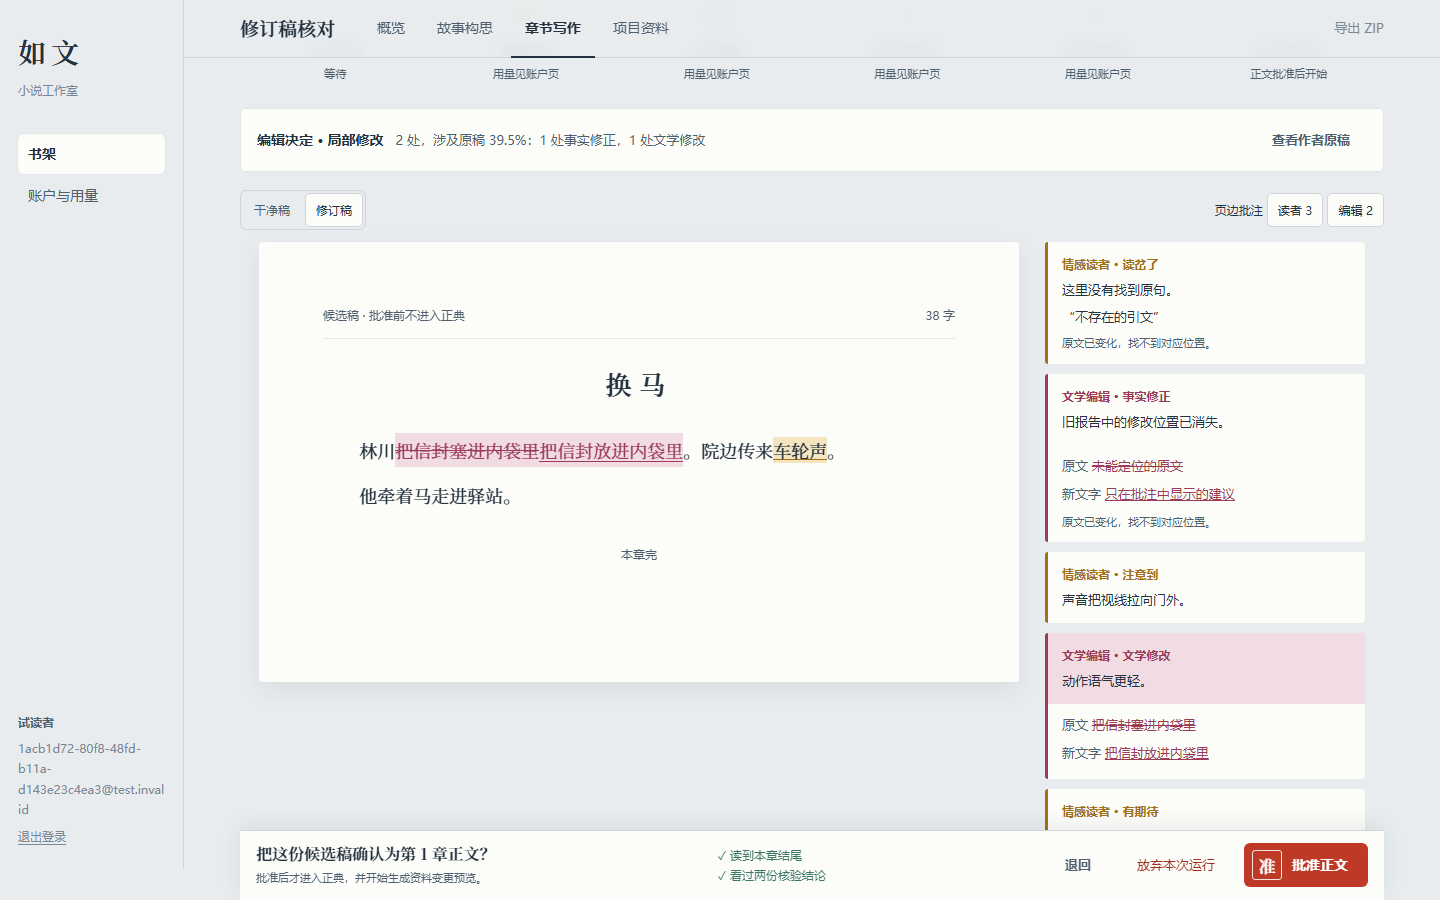 如文
小说工作室
书架
账户与用量
试读者
1acb1d72-80f8-48fd-
b11a-
d143e23c4ea3@test.inval
id
退出登录
修订稿核对
概览
故事构思
章节写作
项目资料
导出 ZIP
等待
用量见账户页
用量见账户页
用量见账户页
用量见账户页
正文批准后开始
编辑决定 • 局部修改 2 处，涉及原稿 39.5%：1 处事实修正，1 处文学修改
查看作者原稿
干净稿
修订稿
页边批注
读者 3
编辑 2
候选稿 · 批准前不进入正典
38 字
换马
林川把信封塞进内袋里把信封放进内袋里。院边传来车轮声。
他牵着马走进驿站。
本章完
情感读者 • 读岔了
这里没有找到原句。
“不存在的引文”
原文已变化，找不到对应位置。
文学编辑 • 事实修正
旧报告中的修改位置已消失。
原文 未能定位的原文
新文字 只在批注中显示的建议
原文已变化，找不到对应位置。
情感读者 • 注意到
声音把视线拉向门外。
文学编辑 • 文学修改
动作语气更轻。
原文 把信封塞进内袋里
新文字 把信封放进内袋里
情感读者 • 有期待
把这份候选稿确认为第 1 章正文？
批准后才进入正典，并开始生成资料变更预览。
✓ 读到本章结尾
✓ 看过两份核验结论
退回
放弃本次运行
准 批准正文